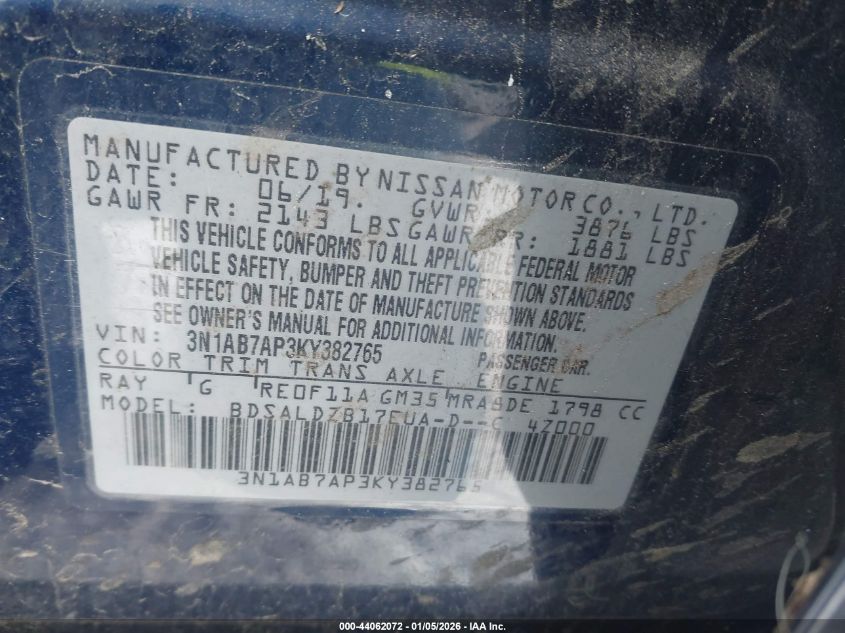 MANUFACTURED BY NISSAN MOTOR CO., LTD.
DATE: 06/19. GVWR: 3876 LBS
GAWR FR: 2143 LBS GAWR RR: 1881 LBS
THIS VEHICLE CONFORMS TO ALL APPLICABLE FEDERAL MOTOR
VEHICLE SAFETY, BUMPER AND THEFT PREVENTION STANDARDS
IN EFFECT ON THE DATE OF MANUFACTURE SHOWN ABOVE.
SEE OWNER'S MANUAL FOR ADDITIONAL INFORMATION.
VIN: 3N1AB7AP3KY382765 PASSENGER CAR.
COLOR TRIM TRANS AXLE ENGINE
RAY G RE0F11A GM35 MRA8DE 1798 CC
MODEL: BDSALDZB17EUA-D--C 4Z000
3N1AB7AP3KY382765
000-44062072 | 01/05/2026 - IAA Inc.